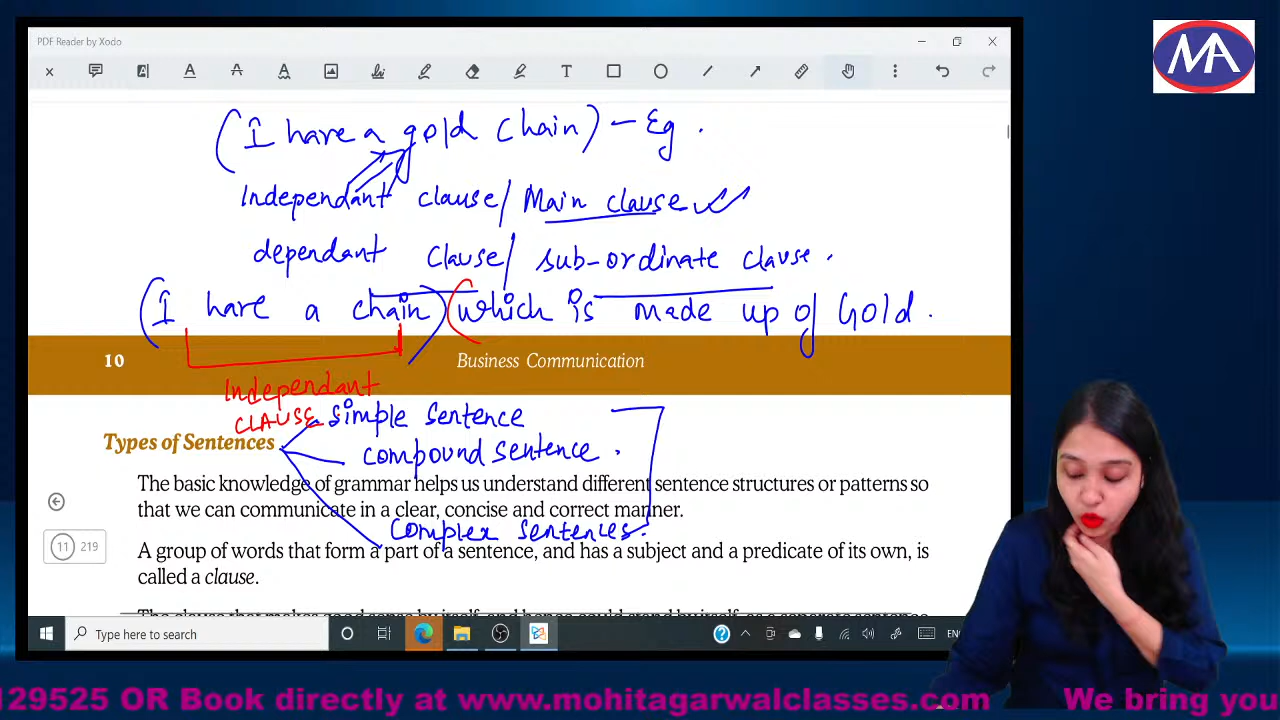 PDF Reader by Xodo
MA
(I have a gold chain) - Eg.
Independant clause/ Main clause
dependant clause/ sub-ordinate clause.
(I have a chain) (which is made up of Gold.
10 Business Communication
Independant
CLAUSE
simple sentence
Types of Sentences
compound sentence.
The basic knowledge of grammar helps us understand different sentence structures or patterns so
that we can communicate in a clear, concise and correct manner.
complex sentences.
11 219
A group of words that form a part of a sentence, and has a subject and a predicate of its own, is
called a clause.
Type here to search
ENG
129525 OR Book directly at www.mohitagarwalclasses.com We bring you